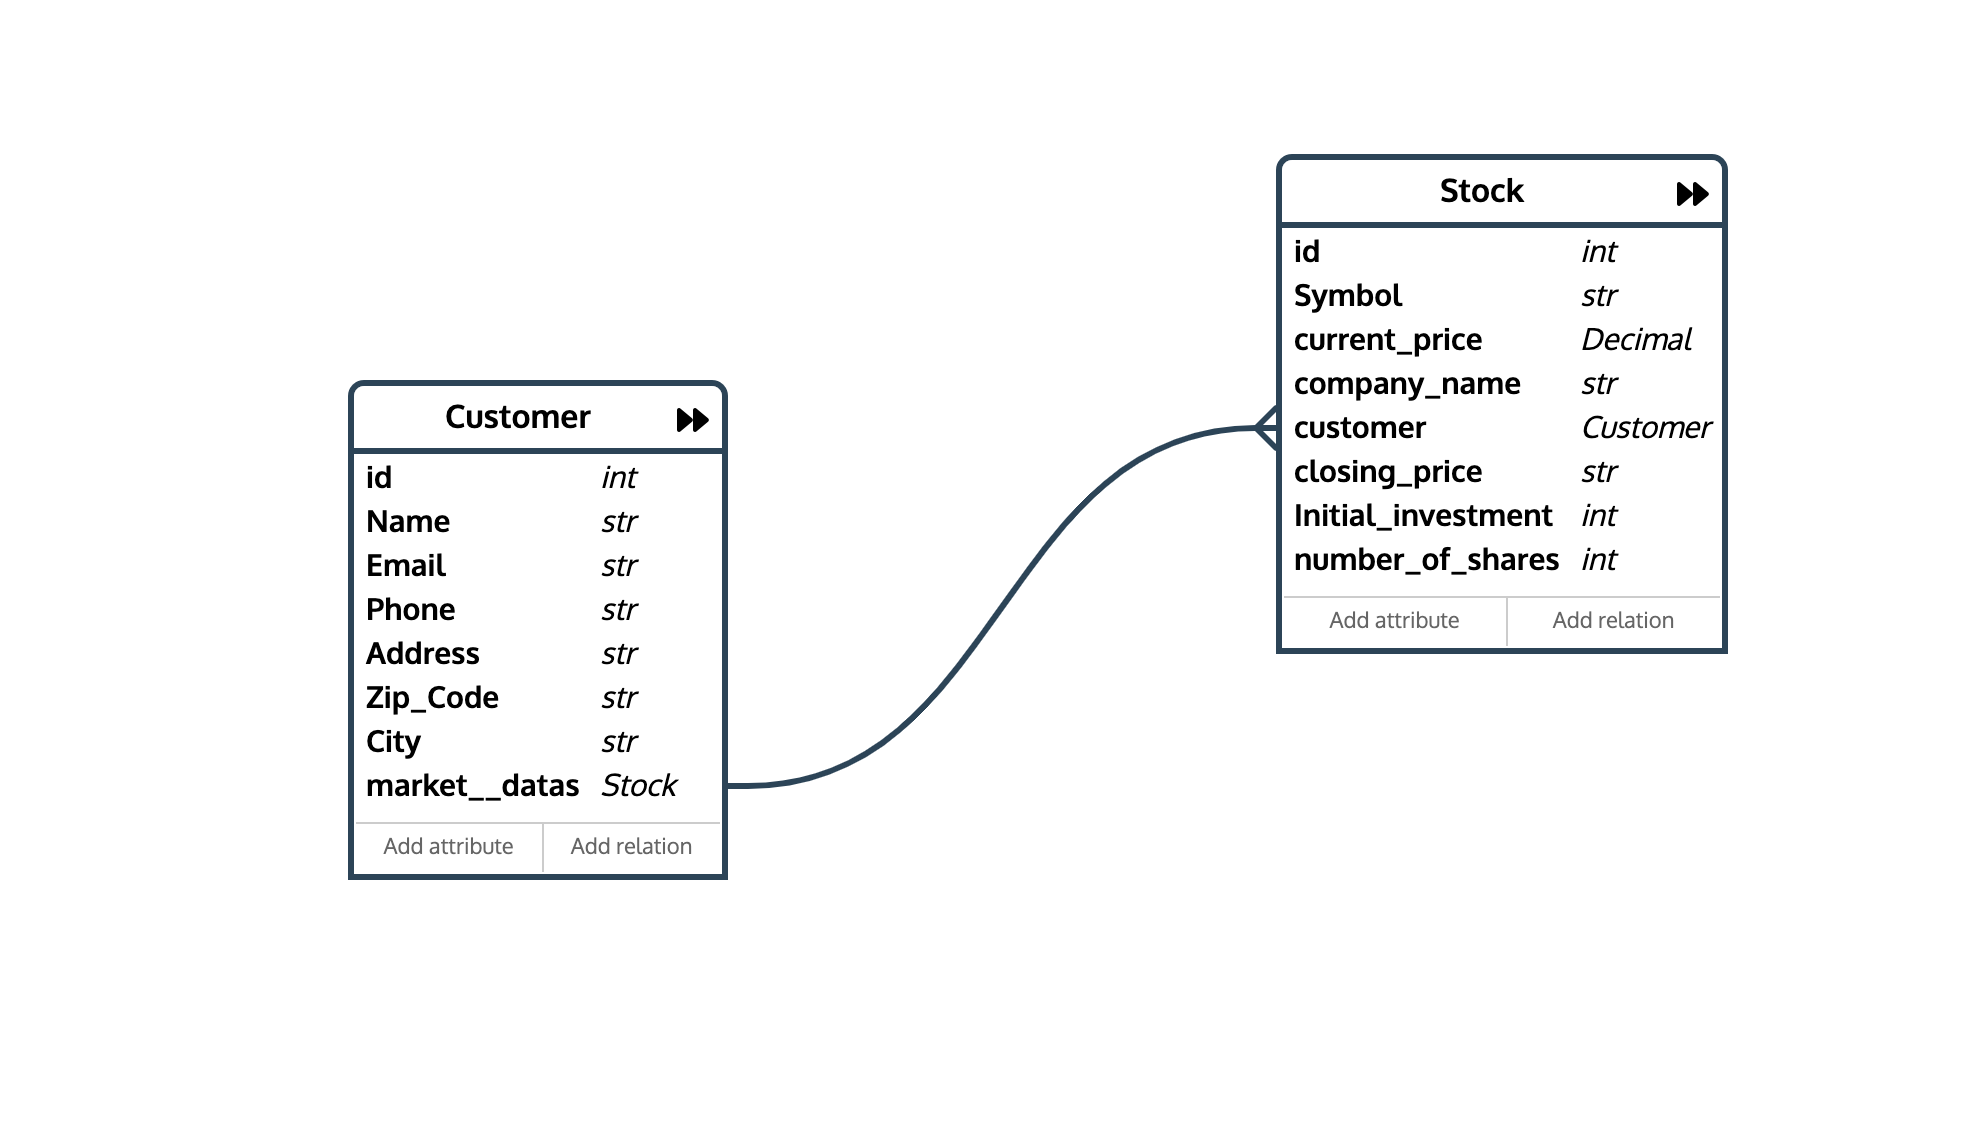 Customer
id int
Name str
Email str
Phone str
Address str
Zip_Code str
City str
market__datas Stock
Add attribute Add relation
Stock
id int
Symbol str
current_price Decimal
company_name str
customer Customer
closing_price str
Initial_investment int
number_of_shares int
Add attribute Add relation